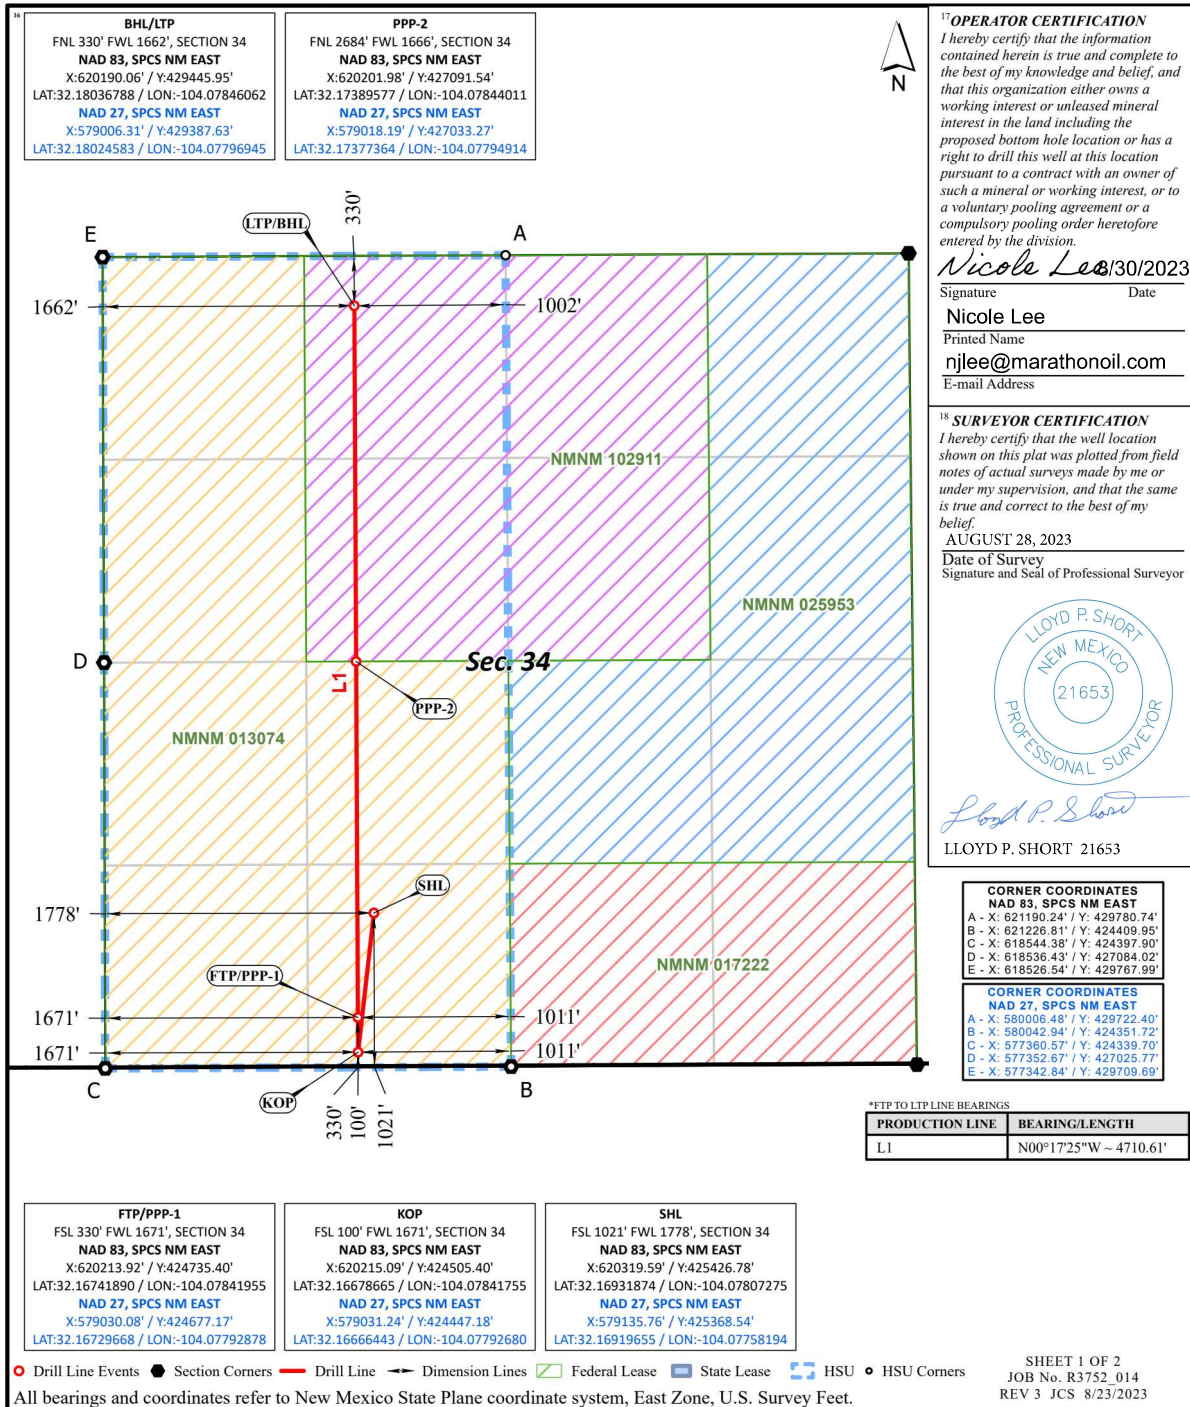 16
BHL/LTP
FNL 330' FWL 1662', SECTION 34
NAD 83, SPCS NM EAST
X:620190.06' / Y:429445.95'
LAT:32.18036788 / LON:-104.07846062
NAD 27, SPCS NM EAST
X:579006.31' / Y:429387.63'
LAT:32.18024583 / LON:-104.07796945
PPP-2
FNL 2684' FWL 1666', SECTION 34
NAD 83, SPCS NM EAST
X:620201.98' / Y:427091.54'
LAT:32.17389577 / LON:-104.07844011
NAD 27, SPCS NM EAST
X:579018.19' / Y:427033.27'
LAT:32.17377364 / LON:-104.07794914
N
17 OPERATOR CERTIFICATION
I hereby certify that the information
contained herein is true and complete to
the best of my knowledge and belief, and
that this organization either owns a
working interest or unleased mineral
interest in the land including the
proposed bottom hole location or has a
right to drill this well at this location
pursuant to a contract with an owner of
such a mineral or working interest, or to
a voluntary pooling agreement or a
compulsory pooling order heretofore
entered by the division.
Nicole Lee 8/30/2023
Signature Date
Nicole Lee
Printed Name
njlee@marathonoil.com
E-mail Address
18 SURVEYOR CERTIFICATION
I hereby certify that the well location
shown on this plat was plotted from field
notes of actual surveys made by me or
under my supervision, and that the same
is true and correct to the best of my
belief.
AUGUST 28, 2023
Date of Survey
Signature and Seal of Professional Surveyor
LLOYD P. SHORT
NEW MEXICO
21653
PROFESSIONAL SURVEYOR
Lloyd P. Short
LLOYD P. SHORT 21653
E
LTP/BHL
330'
A
1662'
1002'
NMNM 102911
NMNM 025953
D
Sec. 34
L1
PPP-2
NMNM 013074
SHL
1778'
FTP/PPP-1
NMNM 017222
1671'
1011'
1671'
1011'
C
KOP
330'
100'
1021'
B
CORNER COORDINATES
NAD 83, SPCS NM EAST
A - X: 621190.24' / Y: 429780.74'
B - X: 621226.81' / Y: 424409.95'
C - X: 618544.38' / Y: 424397.90'
D - X: 618536.43' / Y: 427084.02'
E - X: 618526.54' / Y: 429767.99'
CORNER COORDINATES
NAD 27, SPCS NM EAST
A - X: 580006.48' / Y: 429722.40'
B - X: 580042.94' / Y: 424351.72'
C - X: 577360.57' / Y: 424339.70'
D - X: 577352.67' / Y: 427025.77'
E - X: 577342.84' / Y: 429709.69'
*FTP TO LTP LINE BEARINGS
PRODUCTION LINE BEARING/LENGTH
L1 N00°17'25"W ~ 4710.61'
FTP/PPP-1
FSL 330' FWL 1671', SECTION 34
NAD 83, SPCS NM EAST
X:620213.92' / Y:424735.40'
LAT:32.16741890 / LON:-104.07841955
NAD 27, SPCS NM EAST
X:579030.08' / Y:424677.17'
LAT:32.16729668 / LON:-104.07792878
KOP
FSL 100' FWL 1671', SECTION 34
NAD 83, SPCS NM EAST
X:620215.09' / Y:424505.40'
LAT:32.16678665 / LON:-104.07841755
NAD 27, SPCS NM EAST
X:579031.24' / Y:424447.18'
LAT:32.16666443 / LON:-104.07792680
SHL
FSL 1021' FWL 1778', SECTION 34
NAD 83, SPCS NM EAST
X:620319.59' / Y:425426.78'
LAT:32.16931874 / LON:-104.07807275
NAD 27, SPCS NM EAST
X:579135.76' / Y:425368.54'
LAT:32.16919655 / LON:-104.07758194
Drill Line Events Section Corners Drill Line Dimension Lines Federal Lease State Lease HSU HSU Corners
All bearings and coordinates refer to New Mexico State Plane coordinate system, East Zone, U.S. Survey Feet.
SHEET 1 OF 2
JOB No. R3752_014
REV 3 JCS 8/23/2023